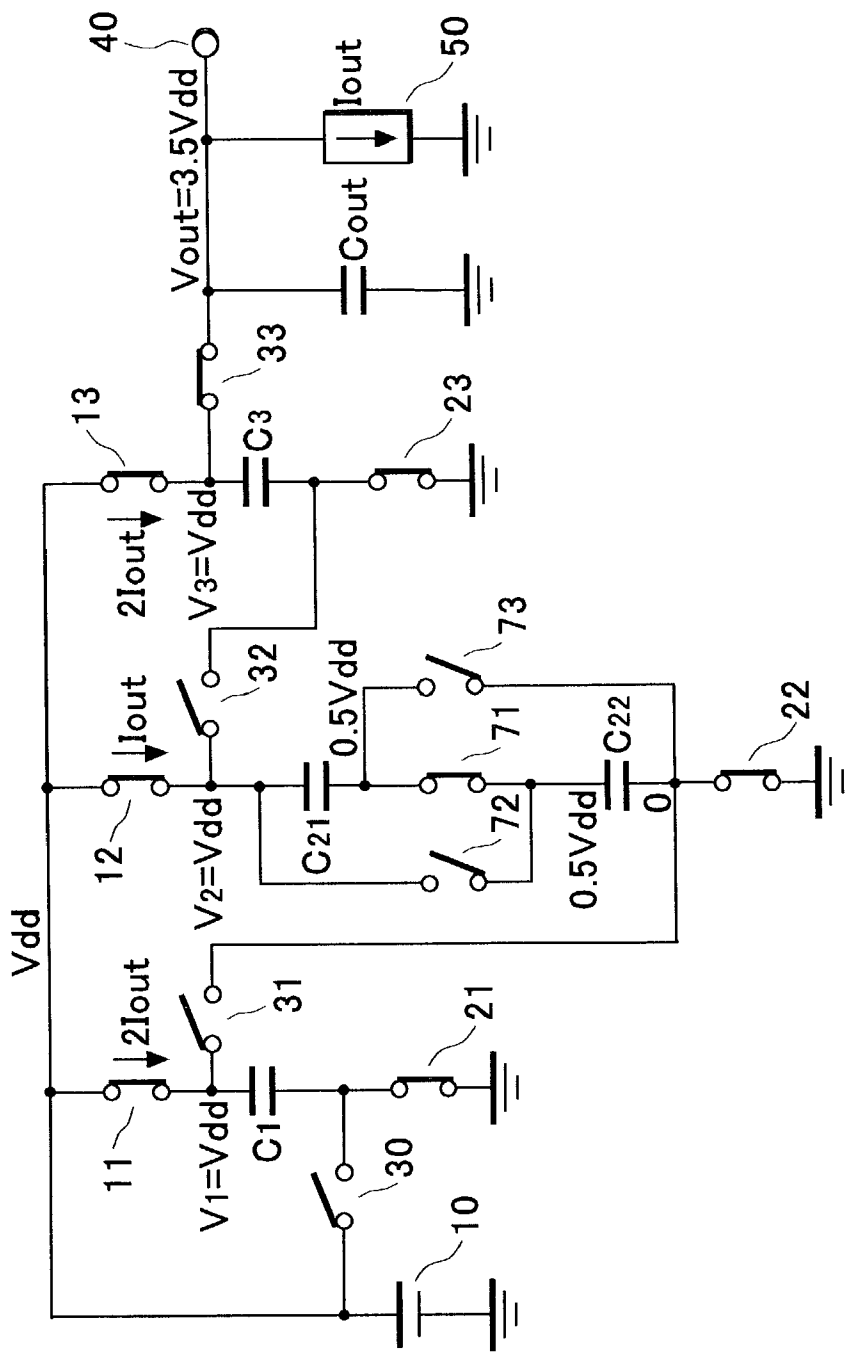 Vdd
Vout=3.5Vdd
40
11
2Iout
12
Iout
2Iout
13
V1=Vdd
31
V2=Vdd
32
V3=Vdd
33
C1
C21
0.5Vdd
C3
Cout
Iout
50
30
21
72
71
73
23
10
0.5Vdd
C22
0
22